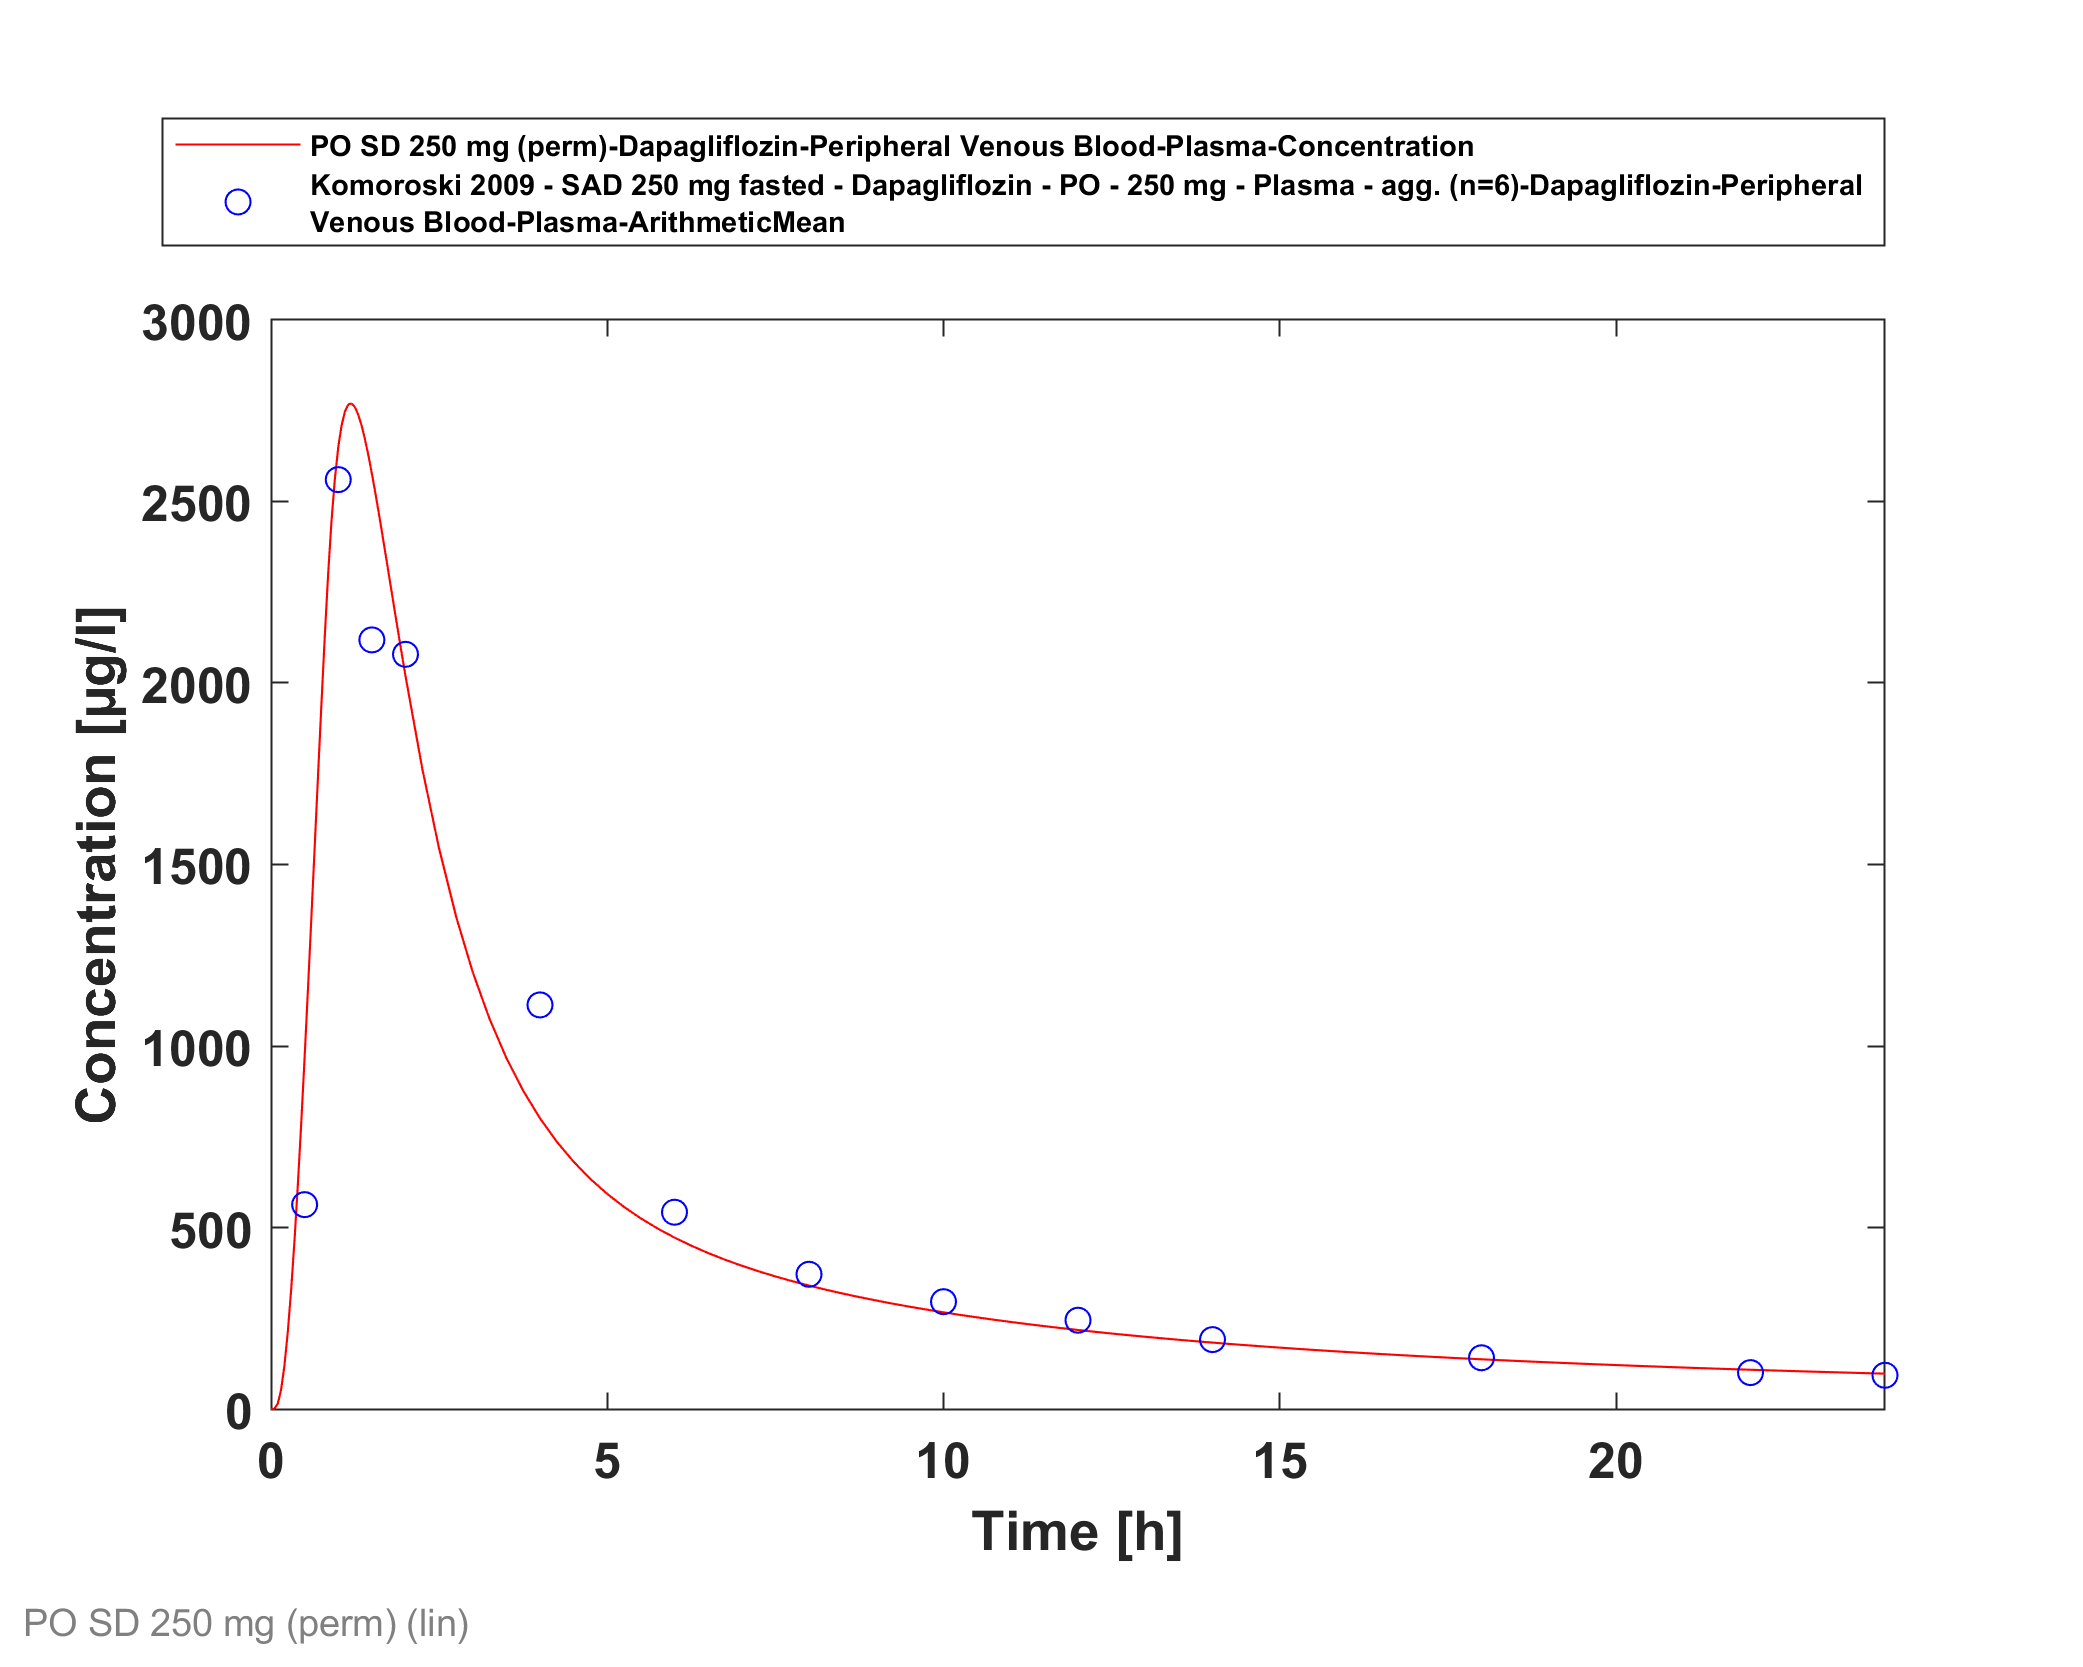 PO SD 250 mg (perm)-Dapagliflozin-Peripheral Venous Blood-Plasma-Concentration
Komoroski 2009 - SAD 250 mg fasted - Dapagliflozin - PO - 250 mg - Plasma - agg. (n=6)-Dapagliflozin-Peripheral
Venous Blood-Plasma-ArithmeticMean
3000
2500
2000
1500
1000
500
0
Concentration [µg/l]
0 5 10 15 20
Time [h]
PO SD 250 mg (perm) (lin)